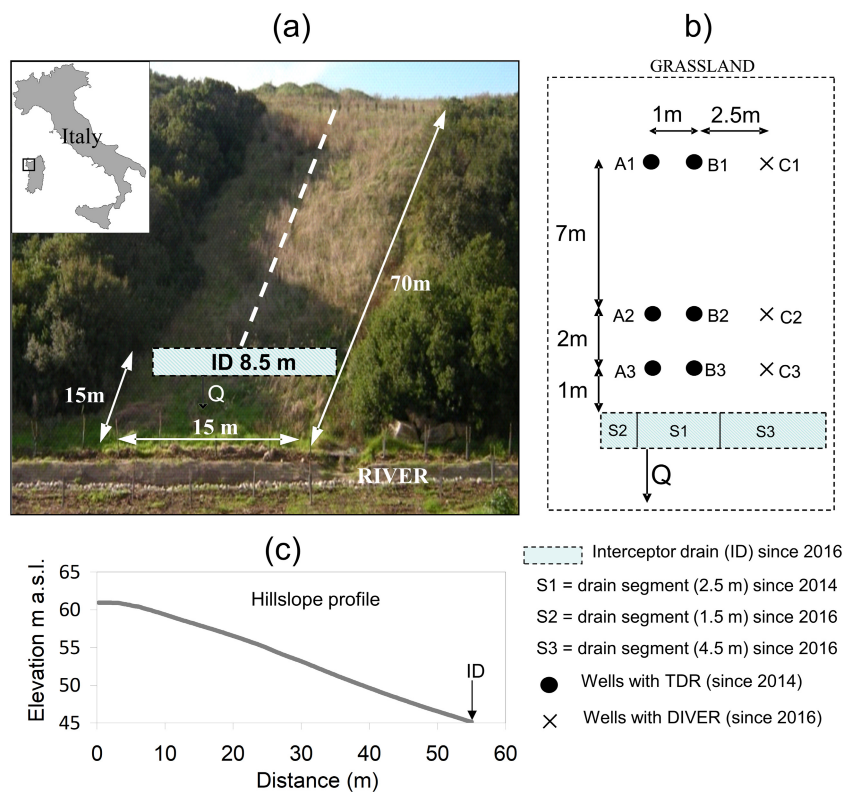 (a)
Italy
70m
ID 8.5 m
15m
Q
15 m
RIVER
b)
GRASSLAND
1m
2.5m
A1
B1
C1
7m
A2
B2
C2
2m
A3
B3
C3
1m
S2
S1
S3
Q
(c)
Elevation m a.s.l.
65
60
55
50
45
Hillslope profile
ID
0
10
20
30
40
50
60
Distance (m)
Interceptor drain (ID) since 2016
S1 = drain segment (2.5 m) since 2014
S2 = drain segment (1.5 m) since 2016
S3 = drain segment (4.5 m) since 2016
Wells with TDR (since 2014)
Wells with DIVER (since 2016)